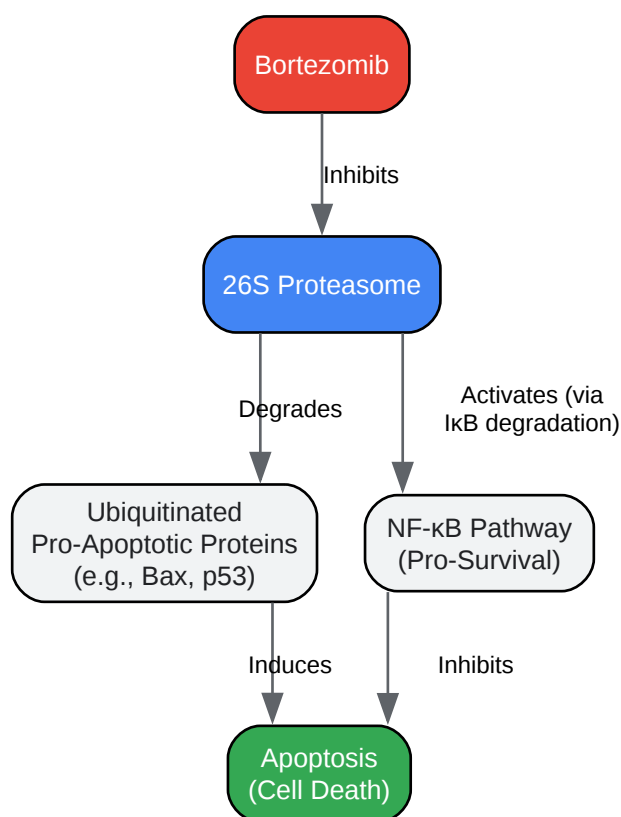 Bortezomib
Inhibits
26S Proteasome
Degrades
Activates (via
IκB degradation)
Ubiquitinated
Pro-Apoptotic Proteins
(e.g., Bax, p53)
NF-κB Pathway
(Pro-Survival)
Induces
Inhibits
Apoptosis
(Cell Death)